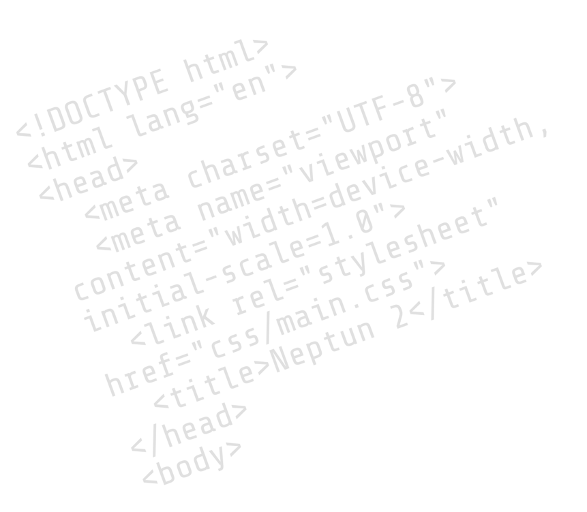 <!DOCTYPE html>
<html lang="en">
<head>
<meta charset="UTF-8">
<meta name="viewport"
content="width=device-width,
initial-scale=1.0">
<link rel="stylesheet"
href="css/main.css">
<title>Neptun 2</title>
</head>
<body>